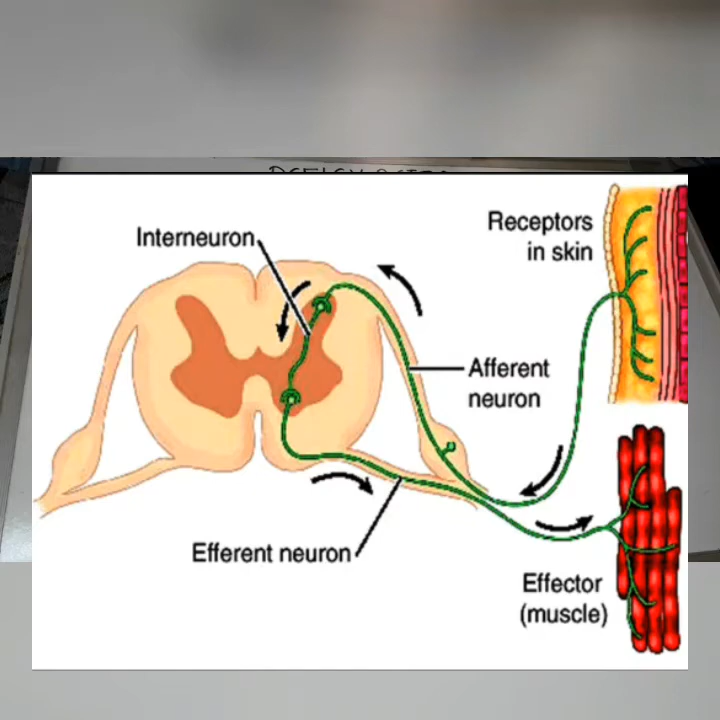 Interneuron
Receptors
in skin
Afferent
neuron
Efferent neuron
Effector
(muscle)